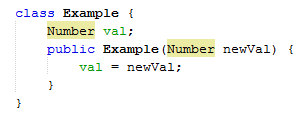 class Example {
    Number val;
    public Example(Number newVal) {
        val = newVal;
    }
}